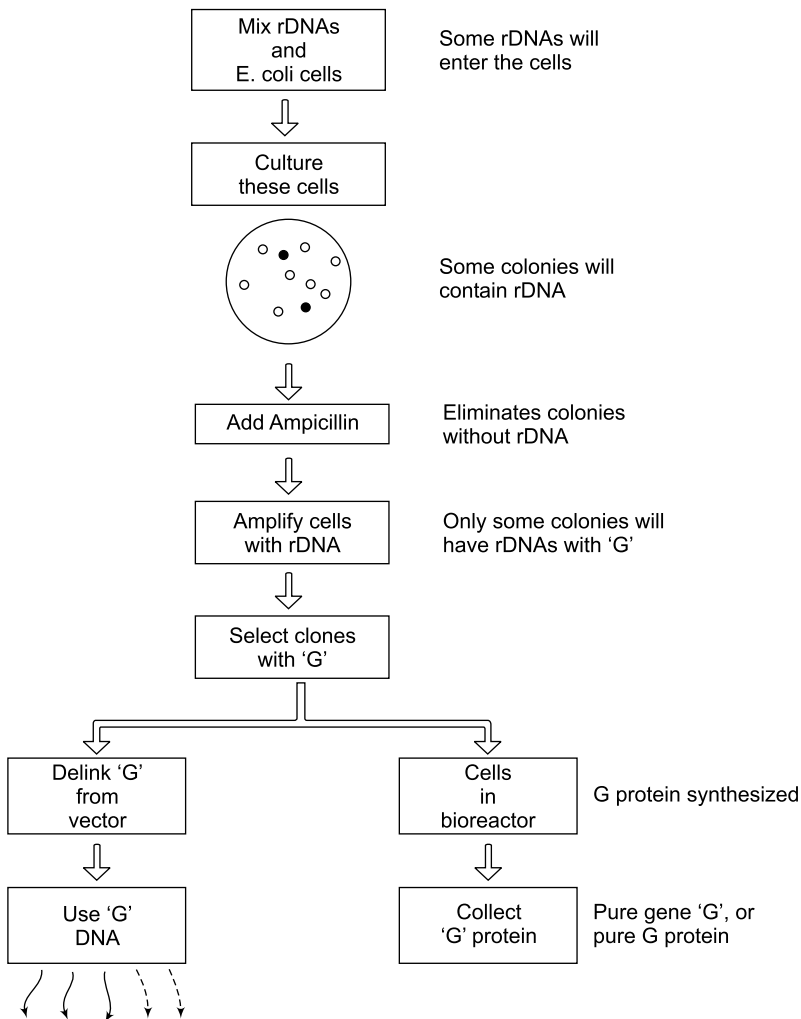 Mix rDNAs
and
E. coli cells
Some rDNAs will
enter the cells
Culture
these cells
Some colonies will
contain rDNA
Add Ampicillin
Eliminates colonies
without rDNA
Amplify cells
with rDNA
Only some colonies will
have rDNAs with ‘G’
Select clones
with ‘G’
Delink ‘G’
from
vector
Cells
in
bioreactor
G protein synthesized
Use ‘G’
DNA
Collect
‘G’ protein
Pure gene ‘G’, or
pure G protein